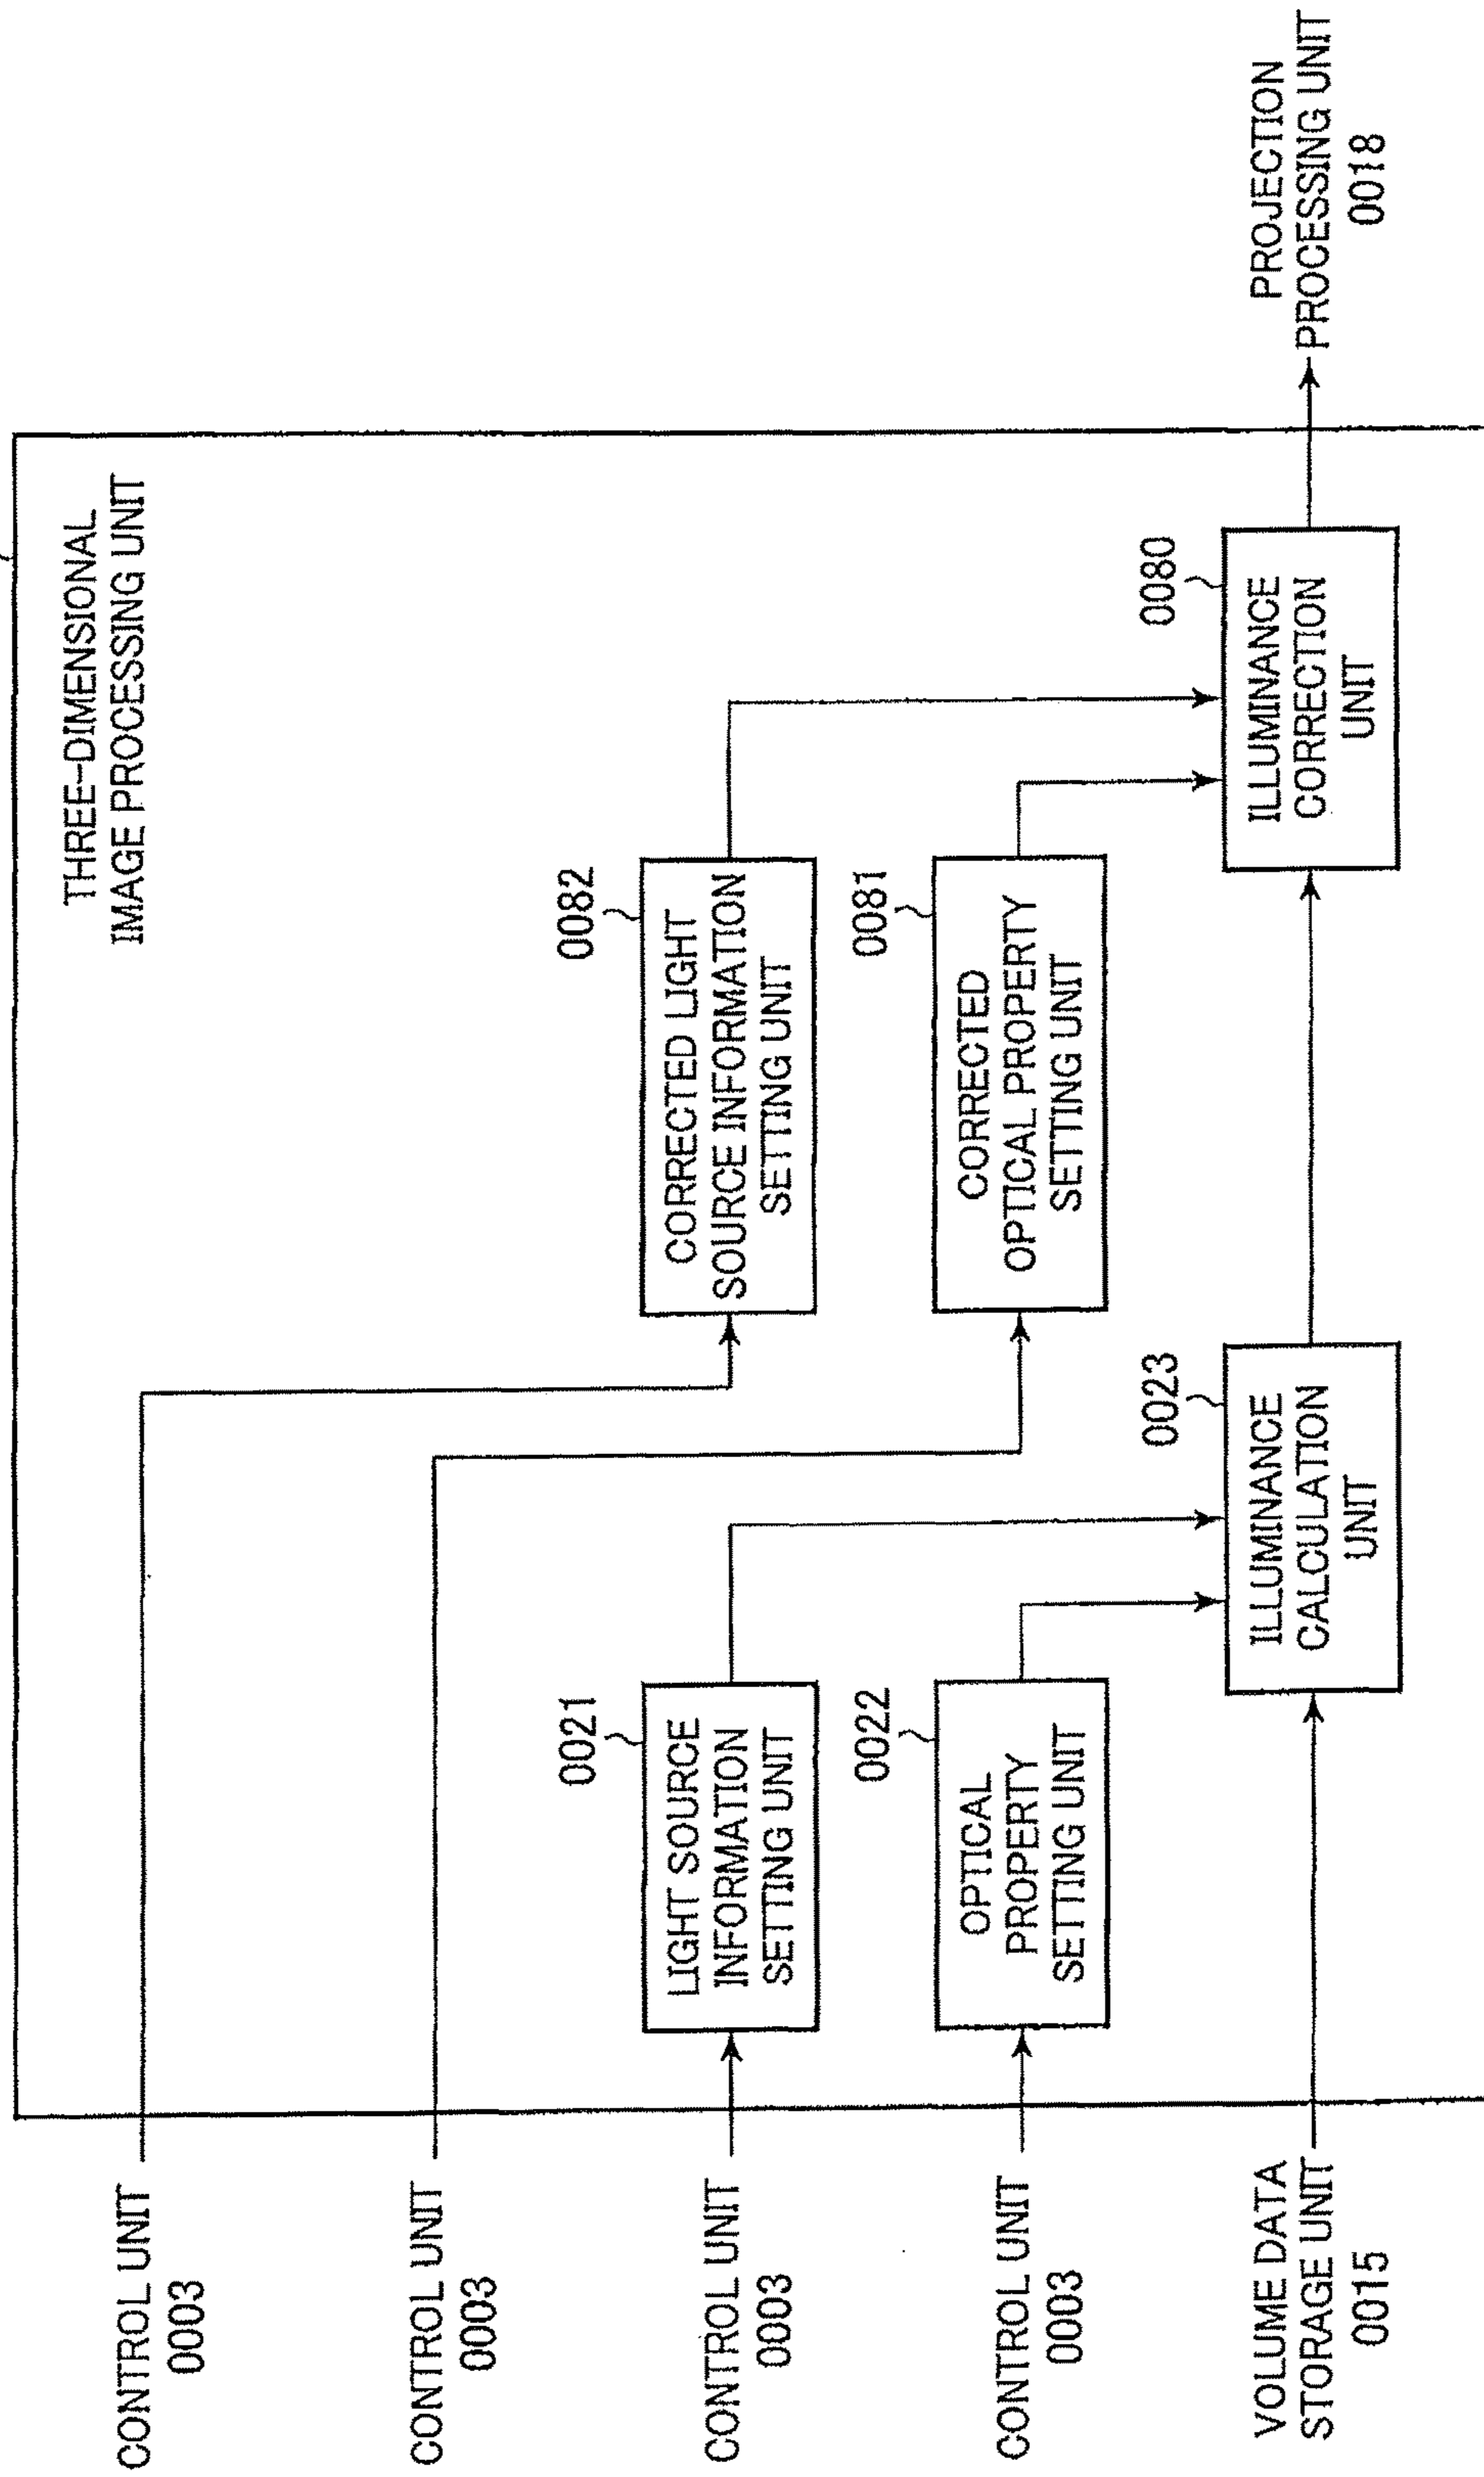 THREE-DIMENSIONAL
IMAGE PROCESSING UNIT
CONTROL UNIT
0003
CONTROL UNIT
0003
CONTROL UNIT
0003
CONTROL UNIT
0003
VOLUME DATA
STORAGE UNIT
0015
0021
LIGHT SOURCE
INFORMATION
SETTING UNIT
0022
OPTICAL
PROPERTY
SETTING UNIT
0023
ILLUMINANCE
CALCULATION
UNIT
0082
CORRECTED LIGHT
SOURCE INFORMATION
SETTING UNIT
0081
CORRECTED
OPTICAL PROPERTY
SETTING UNIT
0080
ILLUMINANCE
CORRECTION
UNIT
PROJECTION
PROCESSING UNIT
0018